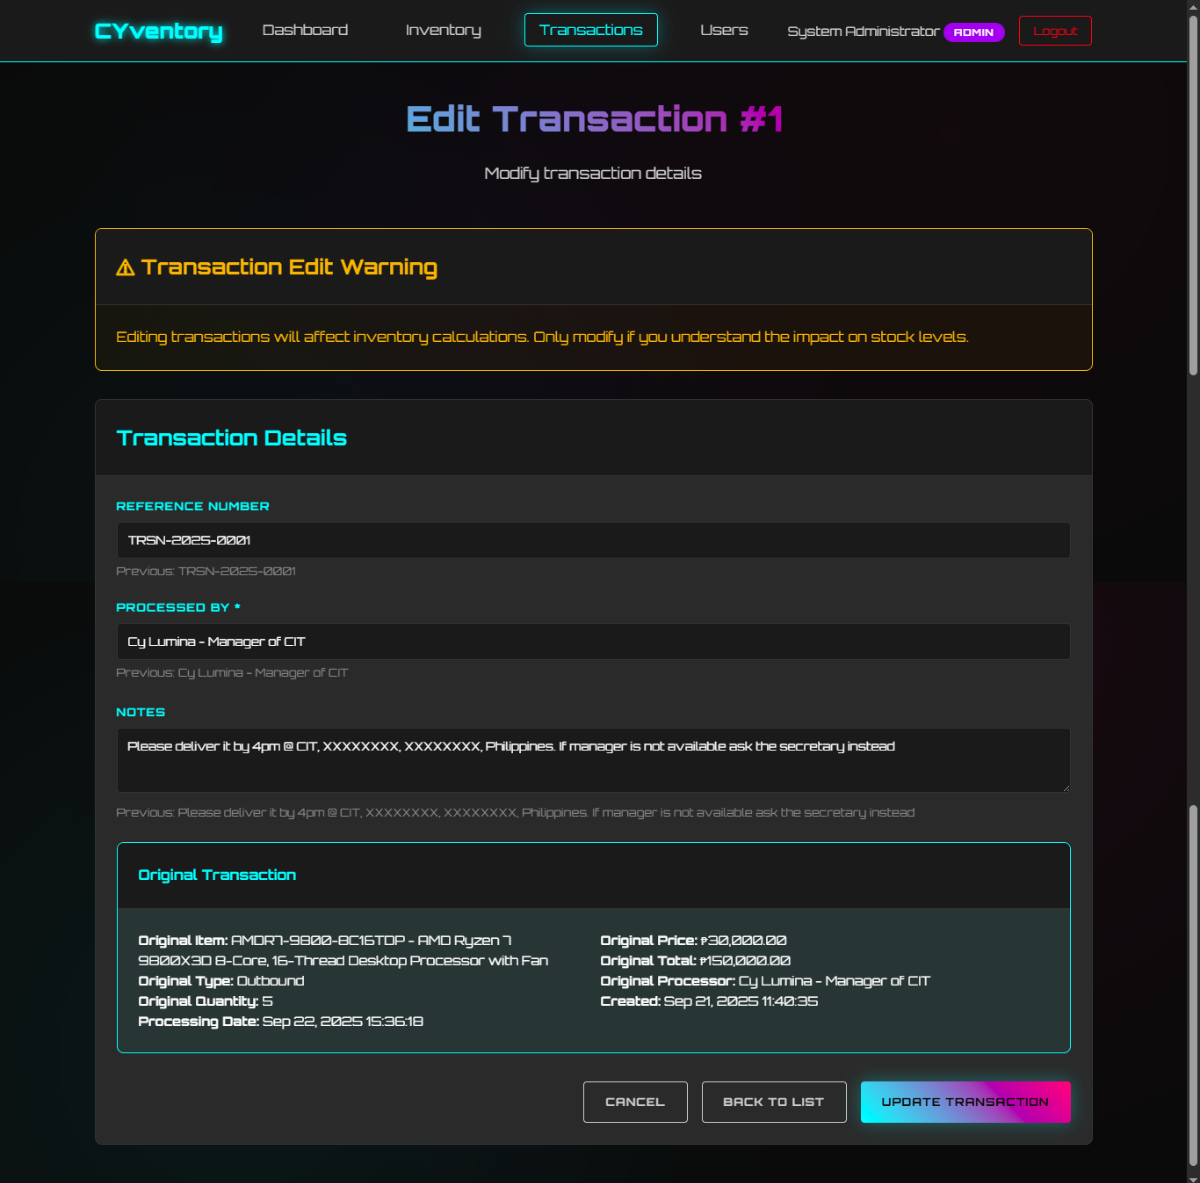 CYventory
Dashboard
Inventory
Transactions
Users
System Administrator ADMIN
Logout
Edit Transaction #1
Modify transaction details
⚠ Transaction Edit Warning
Editing transactions will affect inventory calculations. Only modify if you understand the impact on stock levels.
Transaction Details
REFERENCE NUMBER
TRSN-2025-0001
Previous: TRSN-2025-0001
PROCESSED BY *
Cy Lumina - Manager of CIT
Previous: Cy Lumina - Manager of CIT
NOTES
Please deliver it by 4pm @ CIT, XXXXXXXX, XXXXXXXX, Philippines. If manager is not available ask the secretary instead
Previous: Please deliver it by 4pm @ CIT, XXXXXXXX, XXXXXXXX, Philippines. If manager is not available ask the secretary instead
Original Transaction
Original Item: AMDR7-9800-8C16TDP - AMD Ryzen 7
9800X3D 8-Core, 16-Thread Desktop Processor with Fan
Original Type: Outbound
Original Quantity: 5
Processing Date: Sep 22, 2025 15:36:18
Original Price: ₱30,000.00
Original Total: ₱150,000.00
Original Processor: Cy Lumina - Manager of CIT
Created: Sep 21, 2025 11:40:35
CANCEL
BACK TO LIST
UPDATE TRANSACTION